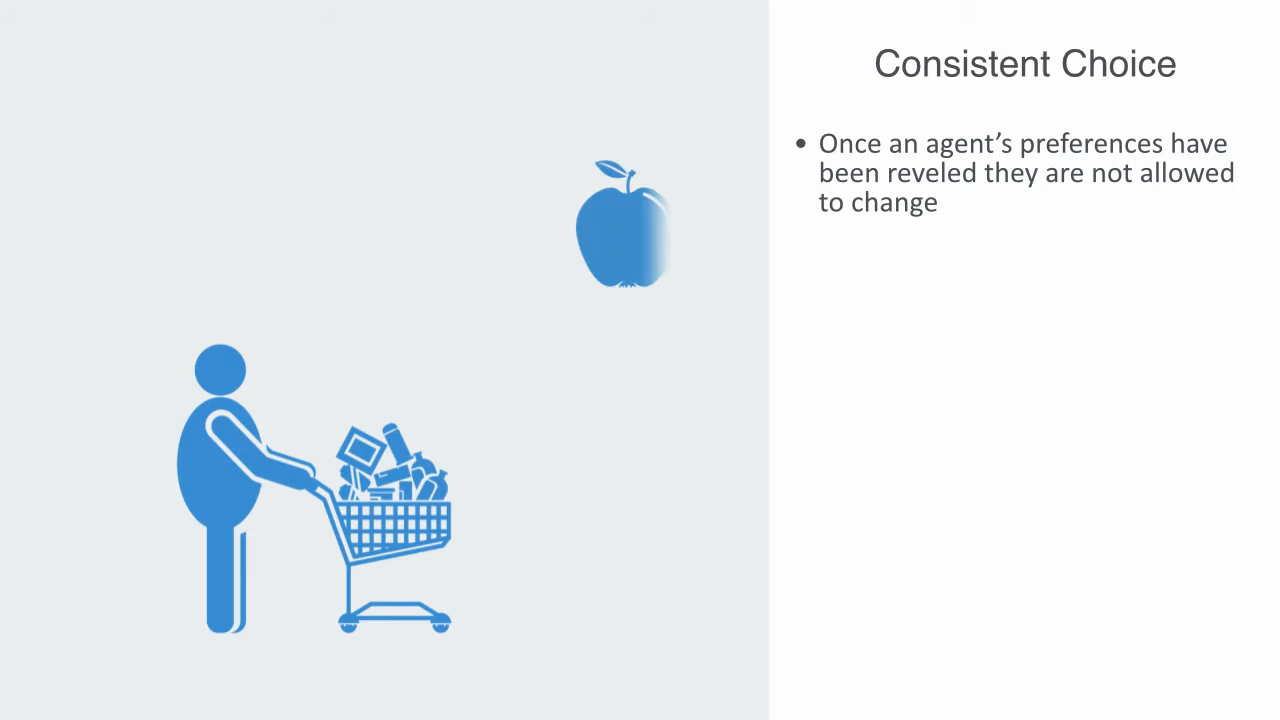 Consistent Choice
• Once an agent’s preferences have
been reveled they are not allowed
to change